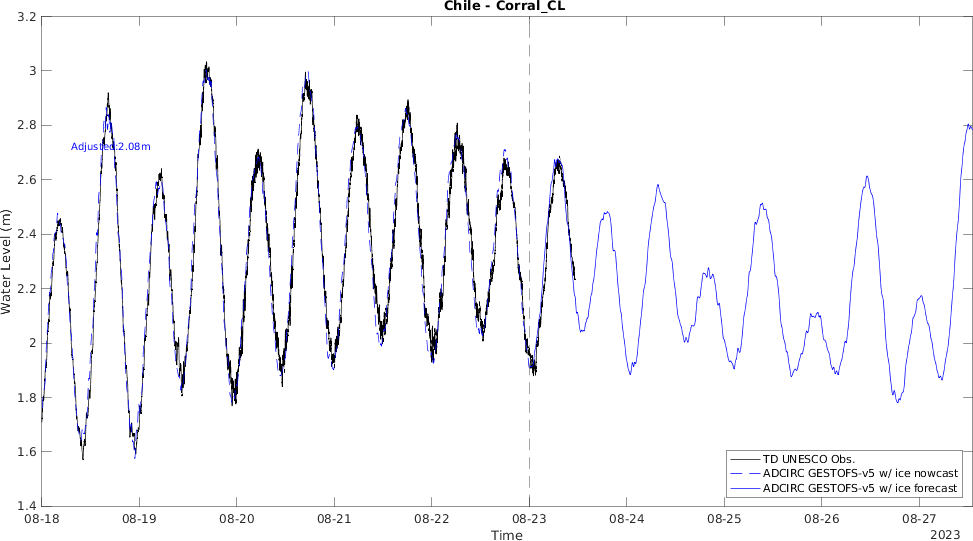 Chile - Corral_CL
3.2
3
2.8
2.6
2.4
2.2
2
1.8
1.6
1.4
Water Level (m)
Adjusted:2.08m
TD UNESCO Obs.
ADCIRC GESTOFS-v5 w/ ice nowcast
ADCIRC GESTOFS-v5 w/ ice forecast
08-18 08-19 08-20 08-21 08-22 08-23 08-24 08-25 08-26 08-27
Time
2023